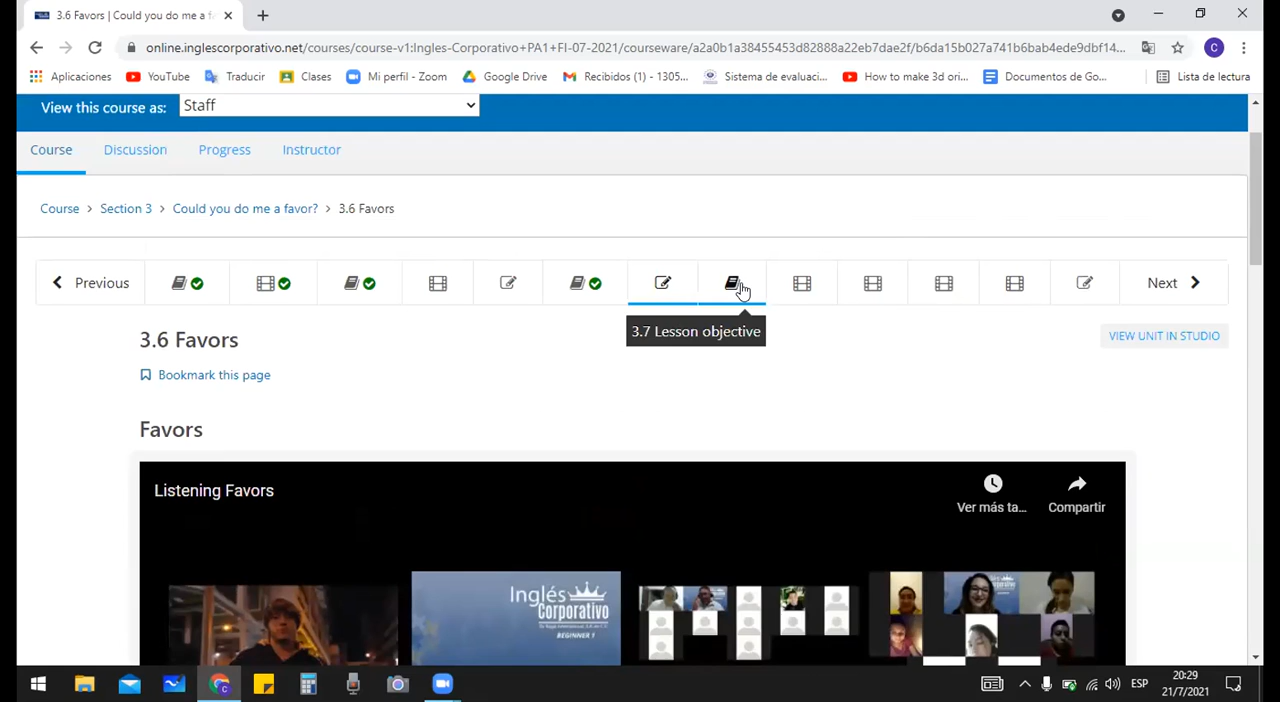 3.6 Favors | Could you do me a f
online.inglescorporativo.net/courses/course-v1:Ingles-Corporativo+PA1+FI-07-2021/courseware/a2a0b1a38455453d82888a22eb7dae2f/b6da15b027a741b6bab4ede9dbf14...
C
Aplicaciones
YouTube
Traducir
Clases
Mi perfil - Zoom
Google Drive
Recibidos (1) - 1305...
Sistema de evaluaci...
How to make 3d ori...
Documentos de Go...
Lista de lectura
View this course as:
Staff
Course
Discussion
Progress
Instructor
Course > Section 3 > Could you do me a favor? > 3.6 Favors
Previous
Next
3.7 Lesson objective
3.6 Favors
VIEW UNIT IN STUDIO
Bookmark this page
Favors
Listening Favors
Ver más ta...
Compartir
Inglés
Corporativo
BEGINNER 1
ESP
20:29
21/7/2021